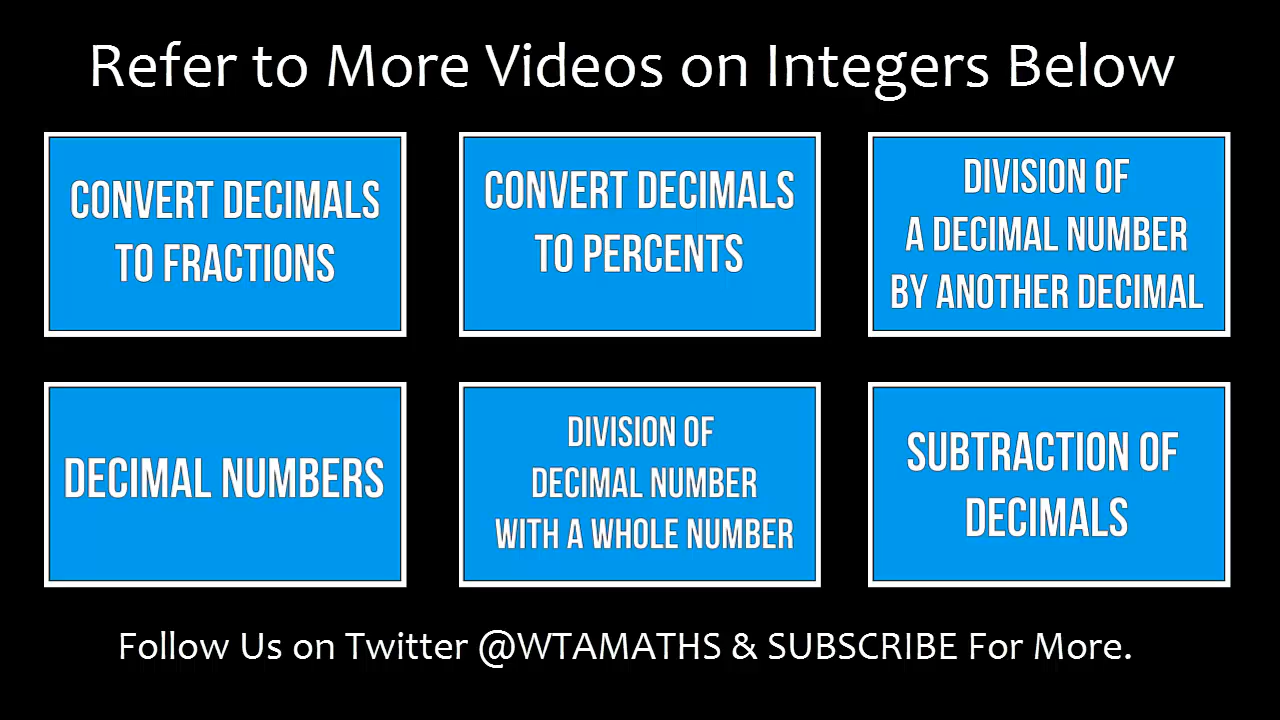 Refer to More Videos on Integers Below
CONVERT DECIMALS
TO FRACTIONS
CONVERT DECIMALS
TO PERCENTS
DIVISION OF
A DECIMAL NUMBER
BY ANOTHER DECIMAL
DECIMAL NUMBERS
DIVISION OF
DECIMAL NUMBER
WITH A WHOLE NUMBER
SUBTRACTION OF
DECIMALS
Follow Us on Twitter @WTAMATHS & SUBSCRIBE For More.